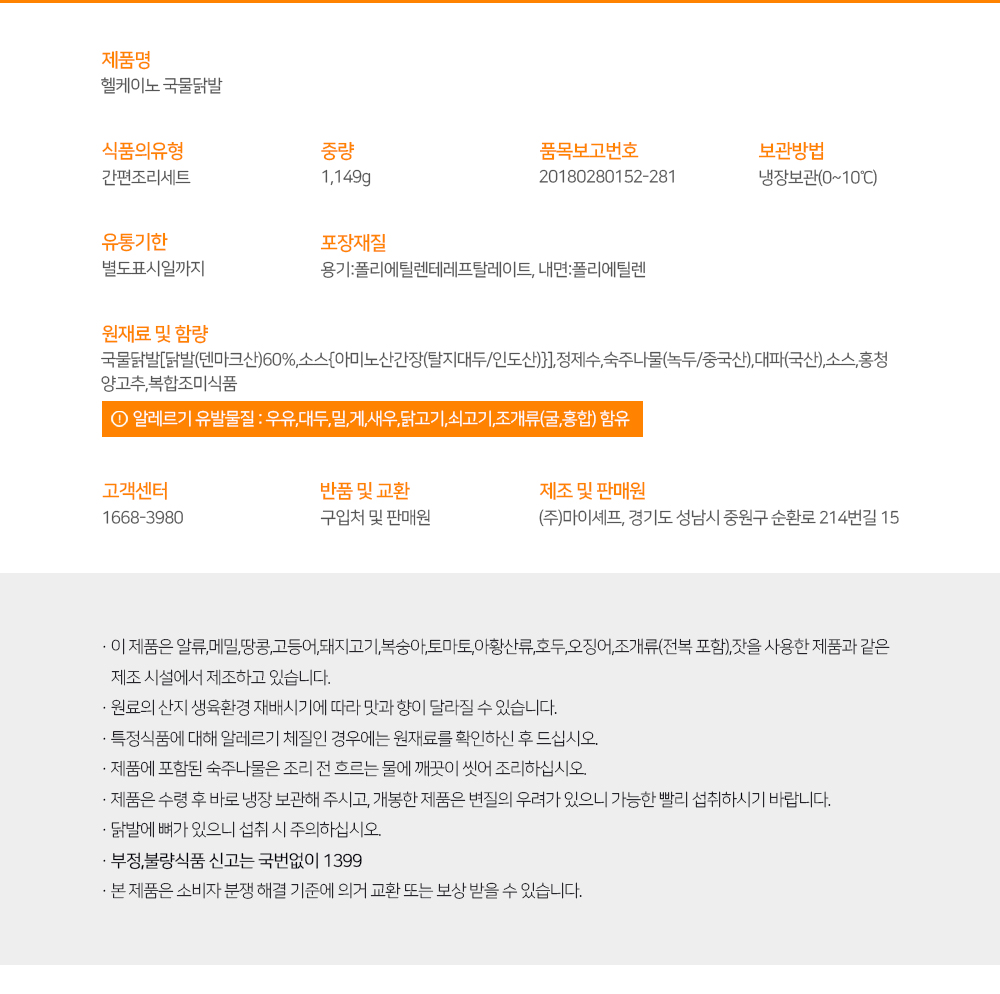 제품명
헬케이노 국물닭발
식품의유형
간편조리세트
중량
1,149g
품목보고번호
20180280152-281
보관방법
냉장보관(0~10℃)
유통기한
별도표시일까지
포장재질
용기:폴리에틸렌테레프탈레이트, 내면:폴리에틸렌
원재료 및 함량
국물닭발[닭발(덴마크산)60%,소스{아미노산간장(탈지대두/인도산)}],정제수,숙주나물(녹두/중국산),대파(국산),소스,홍청
양고추,복합조미식품
! 알레르기 유발물질 : 우유,대두,밀,게,새우,닭고기,쇠고기,조개류(굴,홍합) 함유
고객센터
1668-3980
반품 및 교환
구입처 및 판매원
제조 및 판매원
(주)마이셰프, 경기도 성남시 중원구 순환로 214번길 15
· 이 제품은 알류,메밀,땅콩,고등어,돼지고기,복숭아,토마토,아황산류,호두,오징어,조개류(전복 포함),잣을 사용한 제품과 같은
제조 시설에서 제조하고 있습니다.
· 원료의 산지 생육환경 재배시기에 따라 맛과 향이 달라질 수 있습니다.
· 특정식품에 대해 알레르기 체질인 경우에는 원재료를 확인하신 후 드십시오.
· 제품에 포함된 숙주나물은 조리 전 흐르는 물에 깨끗이 씻어 조리하십시오.
· 제품은 수령 후 바로 냉장 보관해 주시고, 개봉한 제품은 변질의 우려가 있으니 가능한 빨리 섭취하시기 바랍니다.
· 닭발에 뼈가 있으니 섭취 시 주의하십시오.
· 부정,불량식품 신고는 국번없이 1399
· 본 제품은 소비자 분쟁 해결 기준에 의거 교환 또는 보상 받을 수 있습니다.